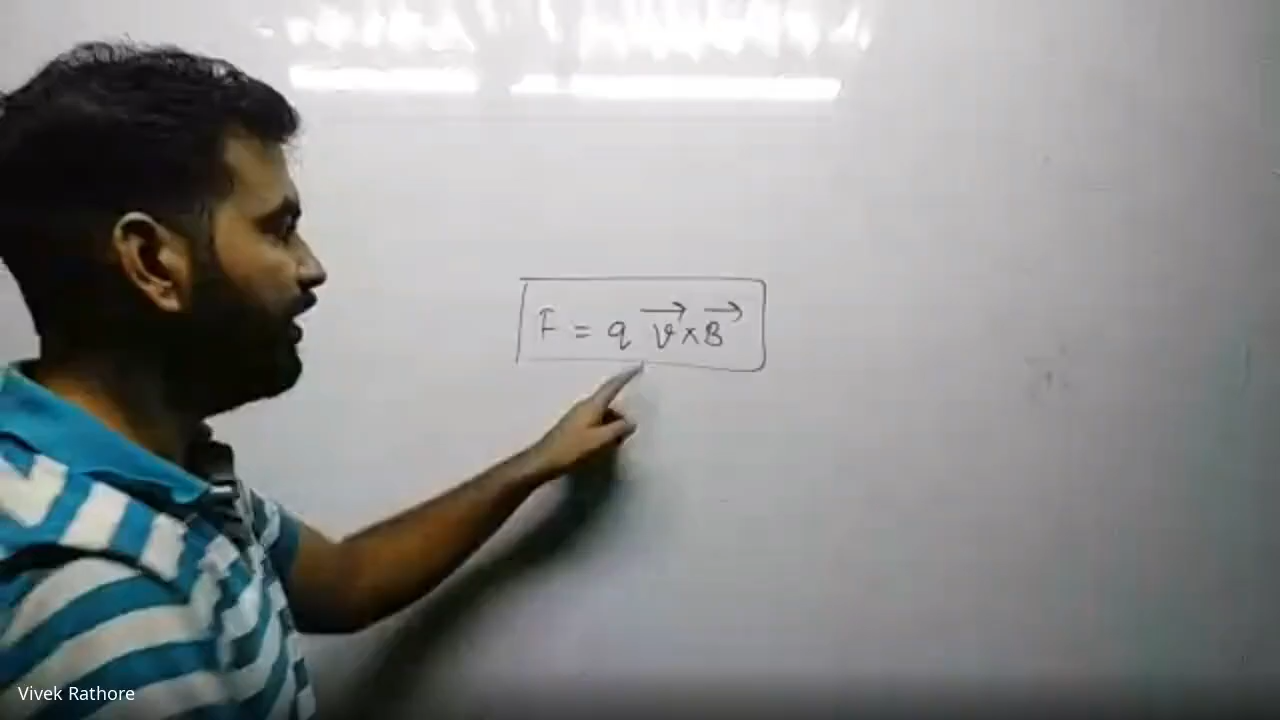 F = q v⃗ × B⃗
Vivek Rathore